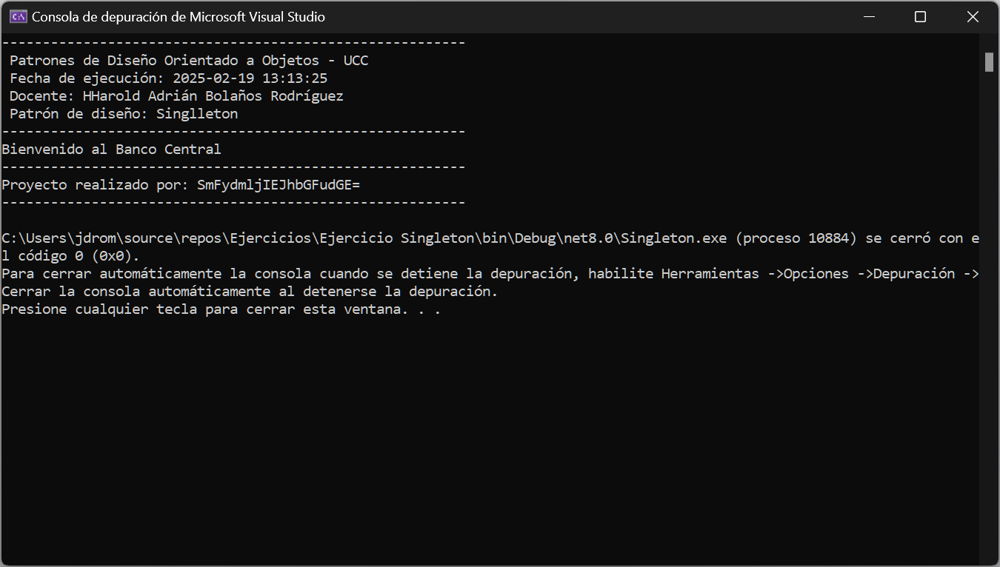 Consola de depuración de Microsoft Visual Studio
---------------------------------------------------------
Patrones de Diseño Orientado a Objetos - UCC
Fecha de ejecución: 2025-02-19 13:13:25
Docente: HHarold Adrián Bolaños Rodríguez
Patrón de diseño: Singlleton
---------------------------------------------------------
Bienvenido al Banco Central
---------------------------------------------------------
Proyecto realizado por: SmFydmljIEJhbGFudGE=
---------------------------------------------------------
C:\Users\jdrom\source\repos\Ejercicios\Ejercicio Singleton\bin\Debug\net8.0\Singleton.exe (proceso 10884) se cerró con e
l código 0 (0x0).
Para cerrar automáticamente la consola cuando se detiene la depuración, habilite Herramientas ->Opciones ->Depuración ->
Cerrar la consola automáticamente al detenerse la depuración.
Presione cualquier tecla para cerrar esta ventana. . .